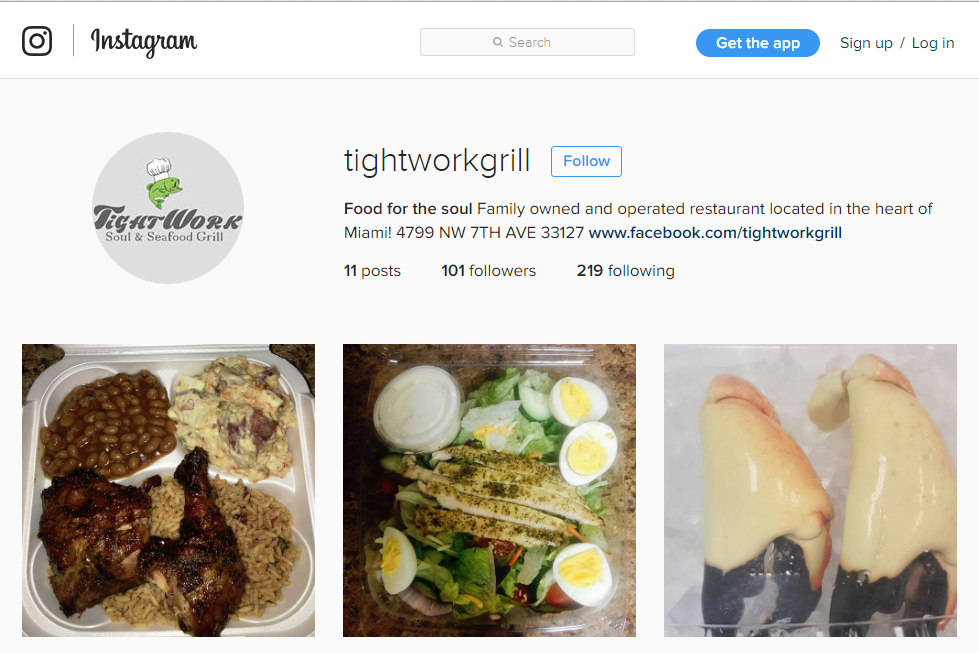 Instagram
Search
Get the app
Sign up / Log in
TightWork
Soul & Seafood Grill
tightworkgrill
Follow
Food for the soul Family owned and operated restaurant located in the heart of
Miami! 4799 NW 7TH AVE 33127 www.facebook.com/tightworkgrill
11 posts 101 followers 219 following